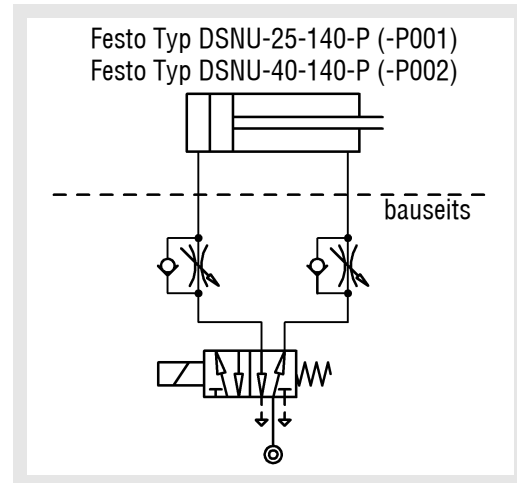 Festo Typ DSNU-25-140-P (-P001)
Festo Typ DSNU-40-140-P (-P002)
bauseits